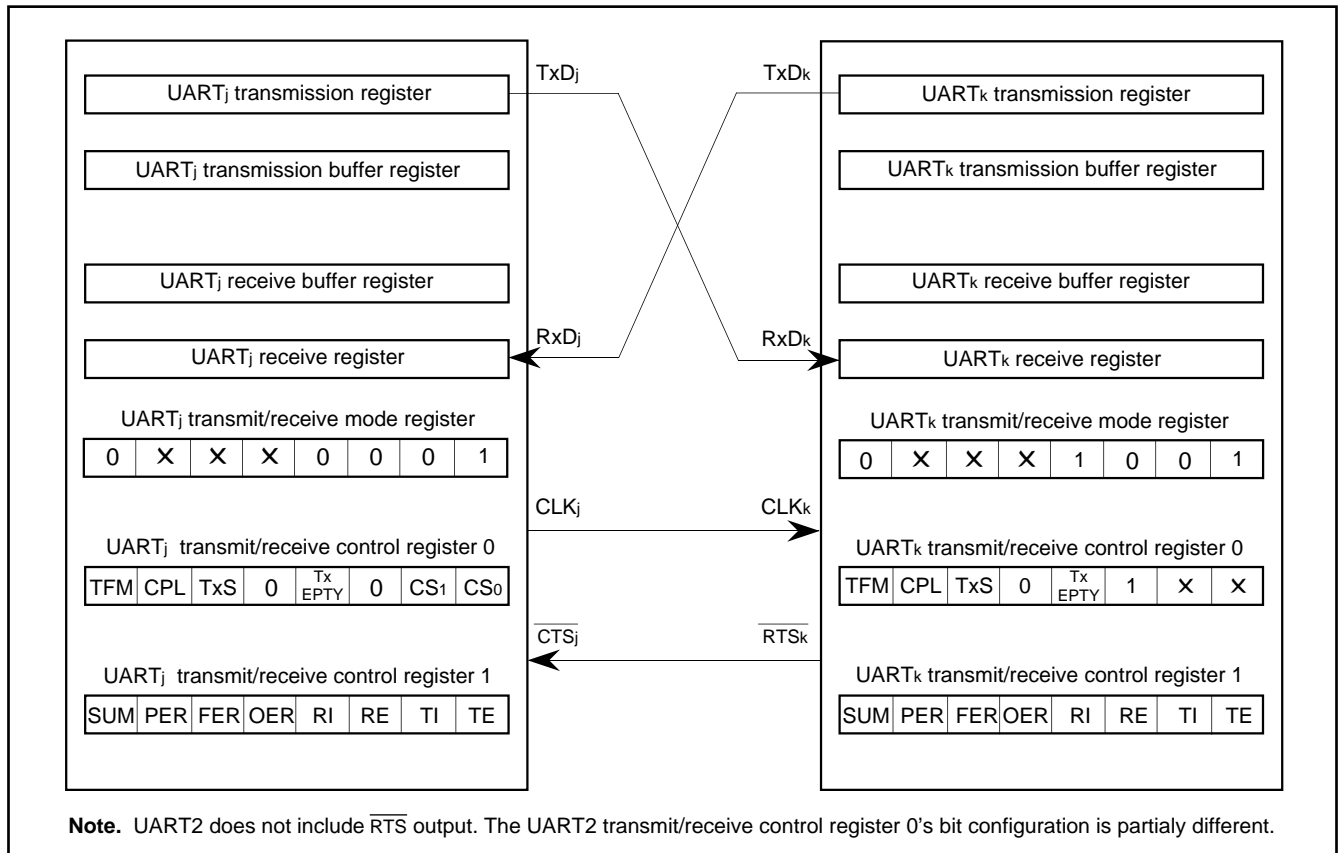 TxDj TxDk
UARTj transmission register UARTk transmission register
UARTj transmission buffer register UARTk transmission buffer register
UARTj receive buffer register UARTk receive buffer register
RxDj RxDk
UARTj receive register UARTk receive register
UARTj transmit/receive mode register UARTk transmit/receive mode register
0 X X X 0 0 0 1 0 X X X 1 0 0 1
CLKj CLKk
UARTj transmit/receive control register 0 UARTk transmit/receive control register 0
TFM CPL TxS 0 Tx EPTY 0 CS1 CS0 TFM CPL TxS 0 Tx EPTY 1 X X
CTSj RTSk
UARTj transmit/receive control register 1 UARTk transmit/receive control register 1
SUM PER FER OER RI RE TI TE SUM PER FER OER RI RE TI TE
Note. UART2 does not include RTS output. The UART2 transmit/receive control register 0's bit configuration is partialy different.